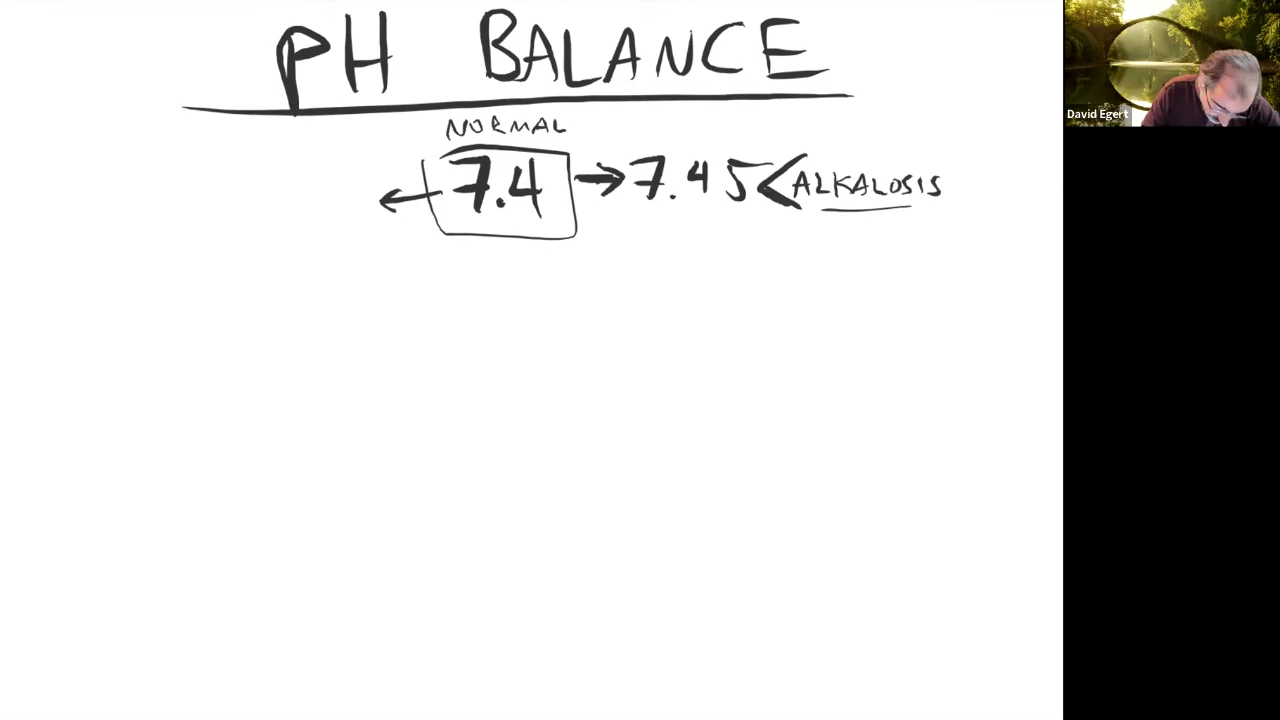 pH BALANCE
NORMAL
← 7.4 → 7.45 < ALKALOSIS
David Egert